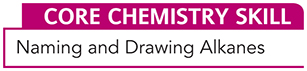 CORE CHEMISTRY SKILL
Naming and Drawing Alkanes